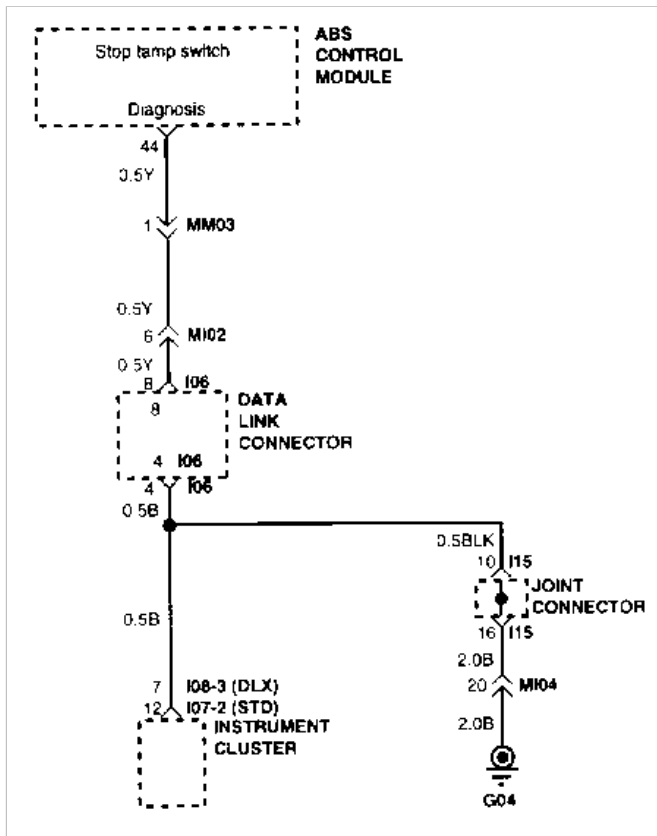 ABS
CONTROL
MODULE
Stop tamp switch
Diagnosis
44
0.5Y
1 MM03
0.5Y
6 MI02
0.5Y
8 I06
8
DATA
LINK
CONNECTOR
4 I06
4 I06
0.5B
0.5BLK
10 I15
JOINT
CONNECTOR
16 I15
0.5B
2.0B
20 MI04
7 I08-3 (DLX)
12 I07-2 (STD)
2.0B
INSTRUMENT
CLUSTER
G04